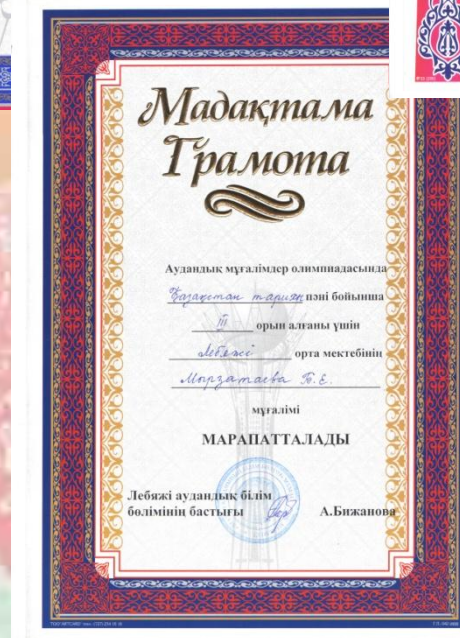 Мадақтама
Грамота
Аудандық мұғалімдер олимпиадасында
Қазақстан тарихы пәні бойынша
III орын алғаны үшін
Лебяжі орта мектебінің
Мырзатаева Б. Е.
мұғалімі
МАРАПАТТАЛАДЫ
Лебяжі аудандық білім
бөлімінің бастығы А.Бижанова